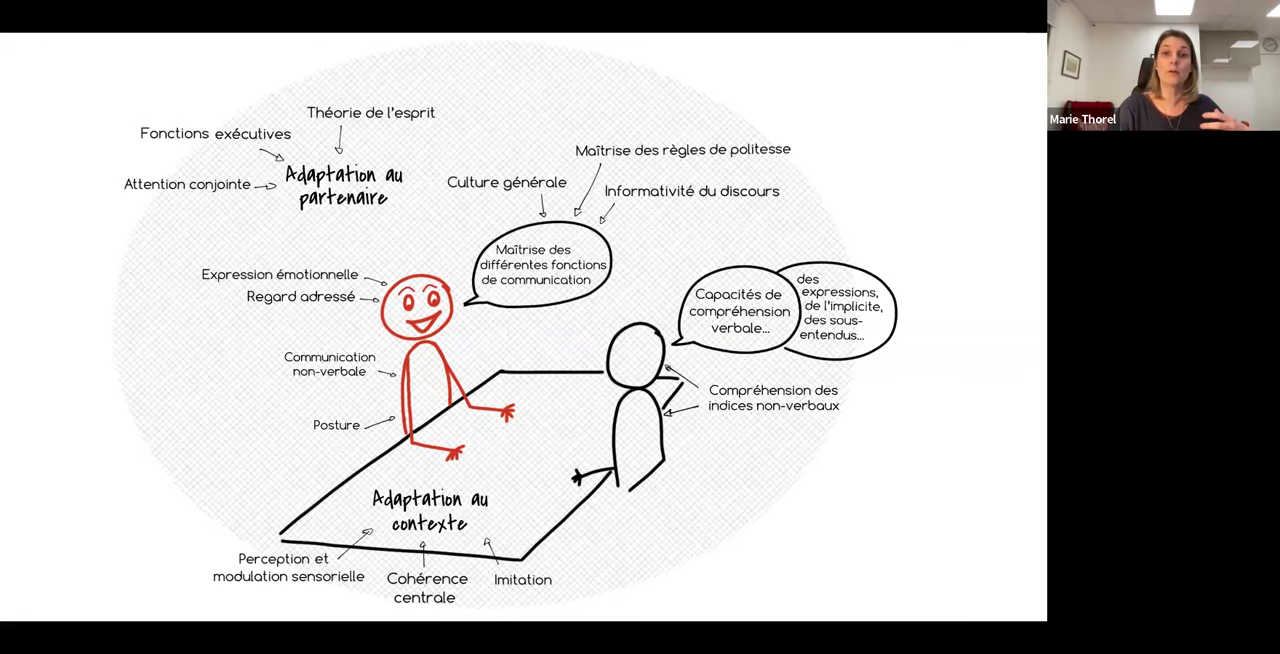 Théorie de l'esprit
Fonctions exécutives
Attention conjointe
Adaptation au
partenaire
Maîtrise des règles de politesse
Culture générale
Informativité du discours
Maîtrise des
différentes fonctions
de communication
Expression émotionnelle
Regard adressé
Communication
non-verbale
Posture
Capacités de
compréhension
verbale...
des
expressions,
de l'implicite,
des sous-
entendus...
Compréhension des
indices non-verbaux
Adaptation au
contexte
Perception et
modulation sensorielle
Cohérence
centrale
Imitation
Marie Thorel